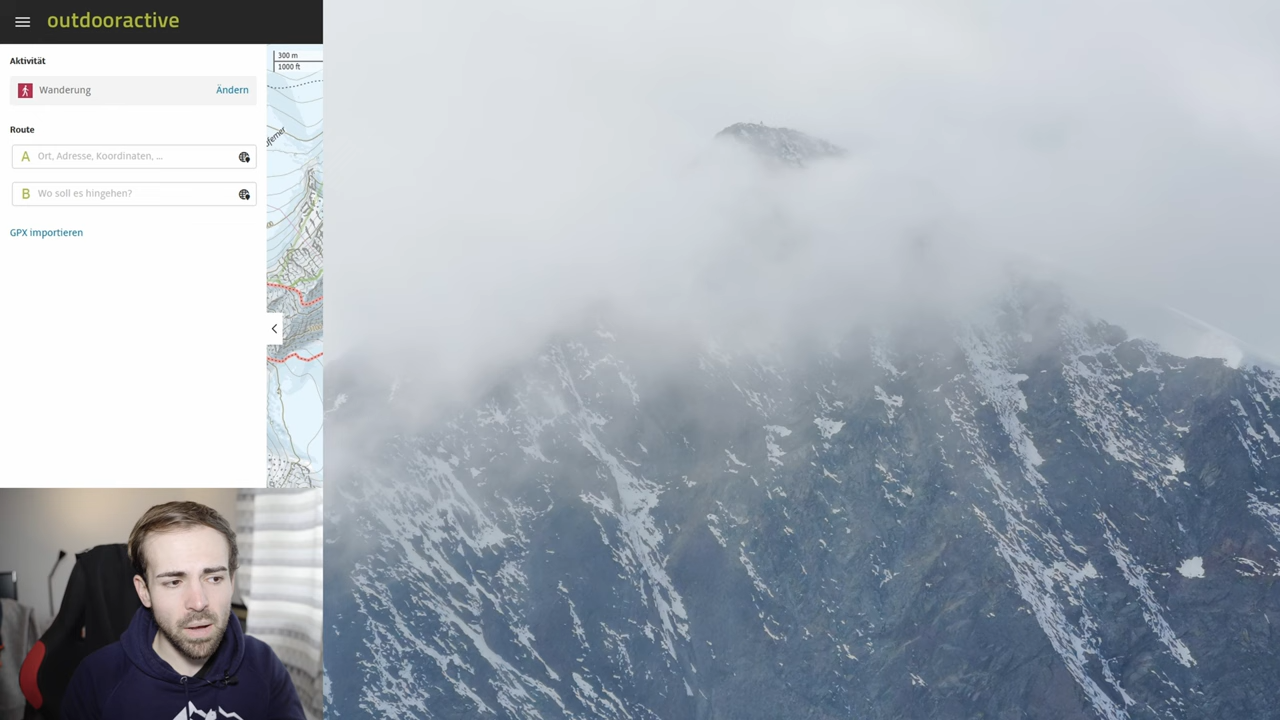 outdooractive
300 m
1000 ft
Aktivität
Wanderung
Ändern
Route
A Ort, Adresse, Koordinaten, ...
B Wo soll es hingehen?
GPX importieren